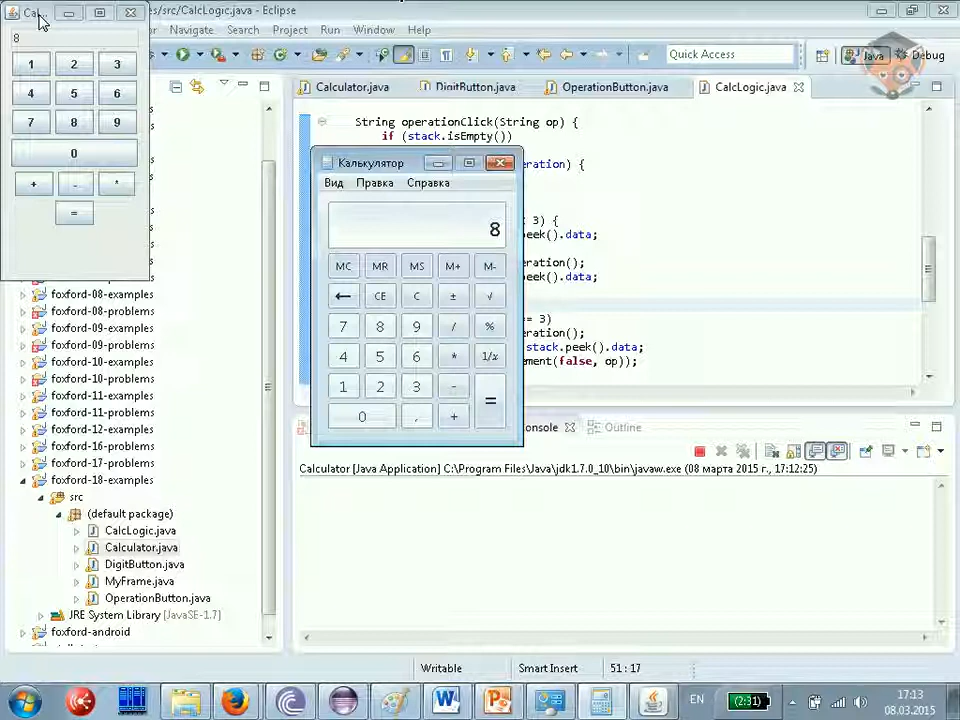 Cal...
es/src/CalcLogic.java - Eclipse
Navigate Search Project Run Window Help
Quick Access
Java
Debug
8
1 2 3
4 5 6
7 8 9
0
+ - *
=
Calculator.java
DigitButton.java
OperationButton.java
CalcLogic.java
String operationClick(String op) {
if (stack.isEmpty())
eration) {
3) {
eek().data;
eration();
eek().data;
== 3)
eration();
stack.peek().data;
ment(false, op));
Калькулятор
Вид Правка Справка
8
MC MR MS M+ M-
← CE C ± √
7 8 9 / %
4 5 6 * 1/x
1 2 3 - =
0 , +
foxford-08-examples
foxford-08-problems
foxford-09-examples
foxford-09-problems
foxford-10-examples
foxford-10-problems
foxford-11-examples
foxford-11-problems
foxford-12-examples
foxford-16-problems
foxford-17-problems
foxford-18-examples
src
(default package)
CalcLogic.java
Calculator.java
DigitButton.java
MyFrame.java
OperationButton.java
JRE System Library [JavaSE-1.7]
foxford-android
onsole
Outline
Calculator [Java Application] C:\Program Files\Java\jdk1.7.0_10\bin\javaw.exe (08 марта 2015 г., 17:12:25)
Writable
Smart Insert
51 : 17
EN
(2:31)
17:13
08.03.2015